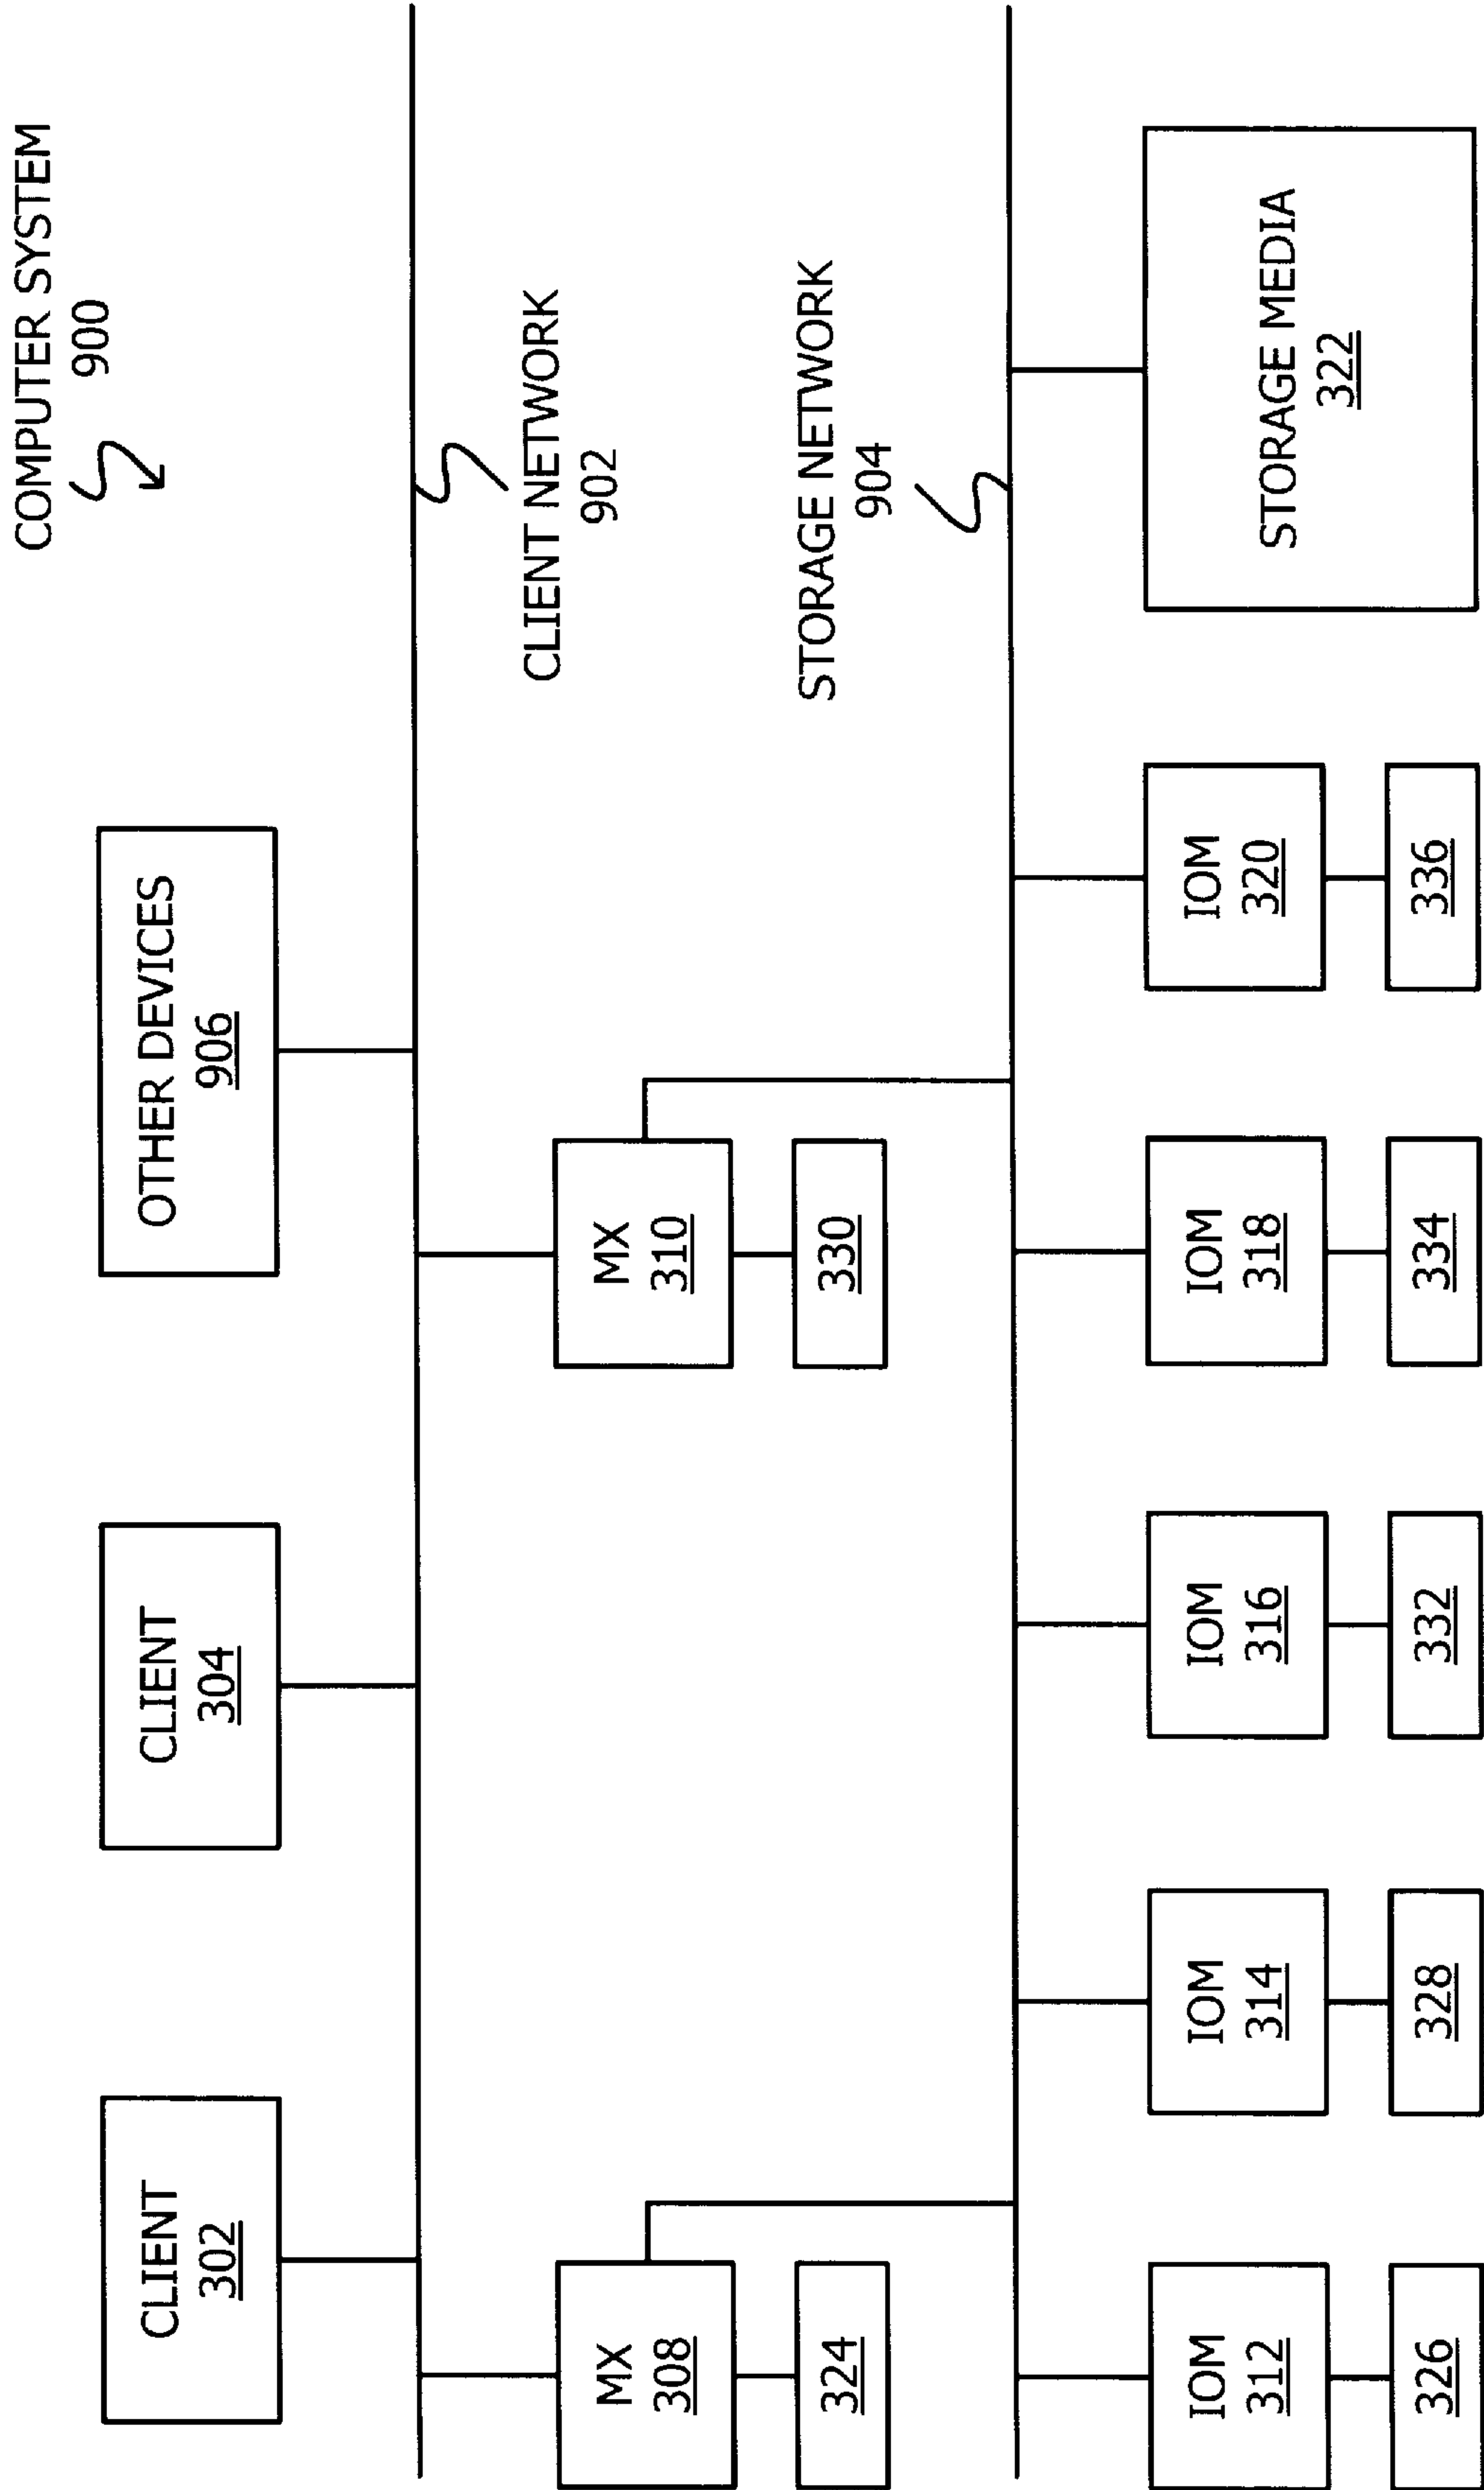 COMPUTER SYSTEM
900
CLIENT
302
CLIENT
304
OTHER DEVICES
906
CLIENT NETWORK
902
MX
308
324
MX
310
330
STORAGE NETWORK
904
IOM
312
326
IOM
314
328
IOM
316
332
IOM
318
334
IOM
320
336
STORAGE MEDIA
322